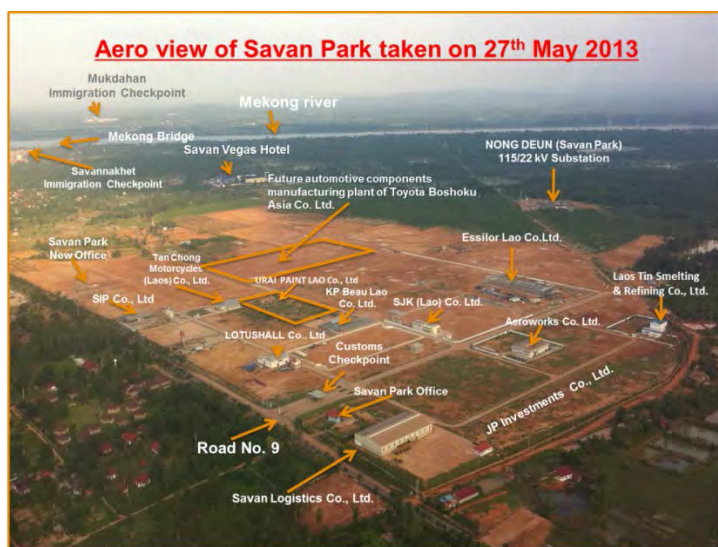 Aero view of Savan Park taken on 27th May 2013
Mukdahan
Immigration Checkpoint
Mekong river
Mekong Bridge
Savan Vegas Hotel
NONG DEUN (Savan Park)
115/22 kV Substation
Savannakhet
Immigration Checkpoint
Future automotive components
manufacturing plant of Toyota Boshoku
Asia Co. Ltd.
Savan Park
New Office
Tan Chong
Motorcycles
(Laos) Co., Ltd.
Essilor Lao Co.Ltd.
URAI PAINT LAO Co., Ltd
KP Beau Lao
Co. Ltd.
Laos Tin Smelting
& Refining Co., Ltd.
SIP Co., Ltd
SJK (Lao) Co., Ltd.
Aeroworks Co. Ltd.
LOTUSHALL Co., Ltd
Customs
Checkpoint
Savan Park Office
JP Investments Co., Ltd.
Road No. 9
Savan Logistics Co., Ltd.